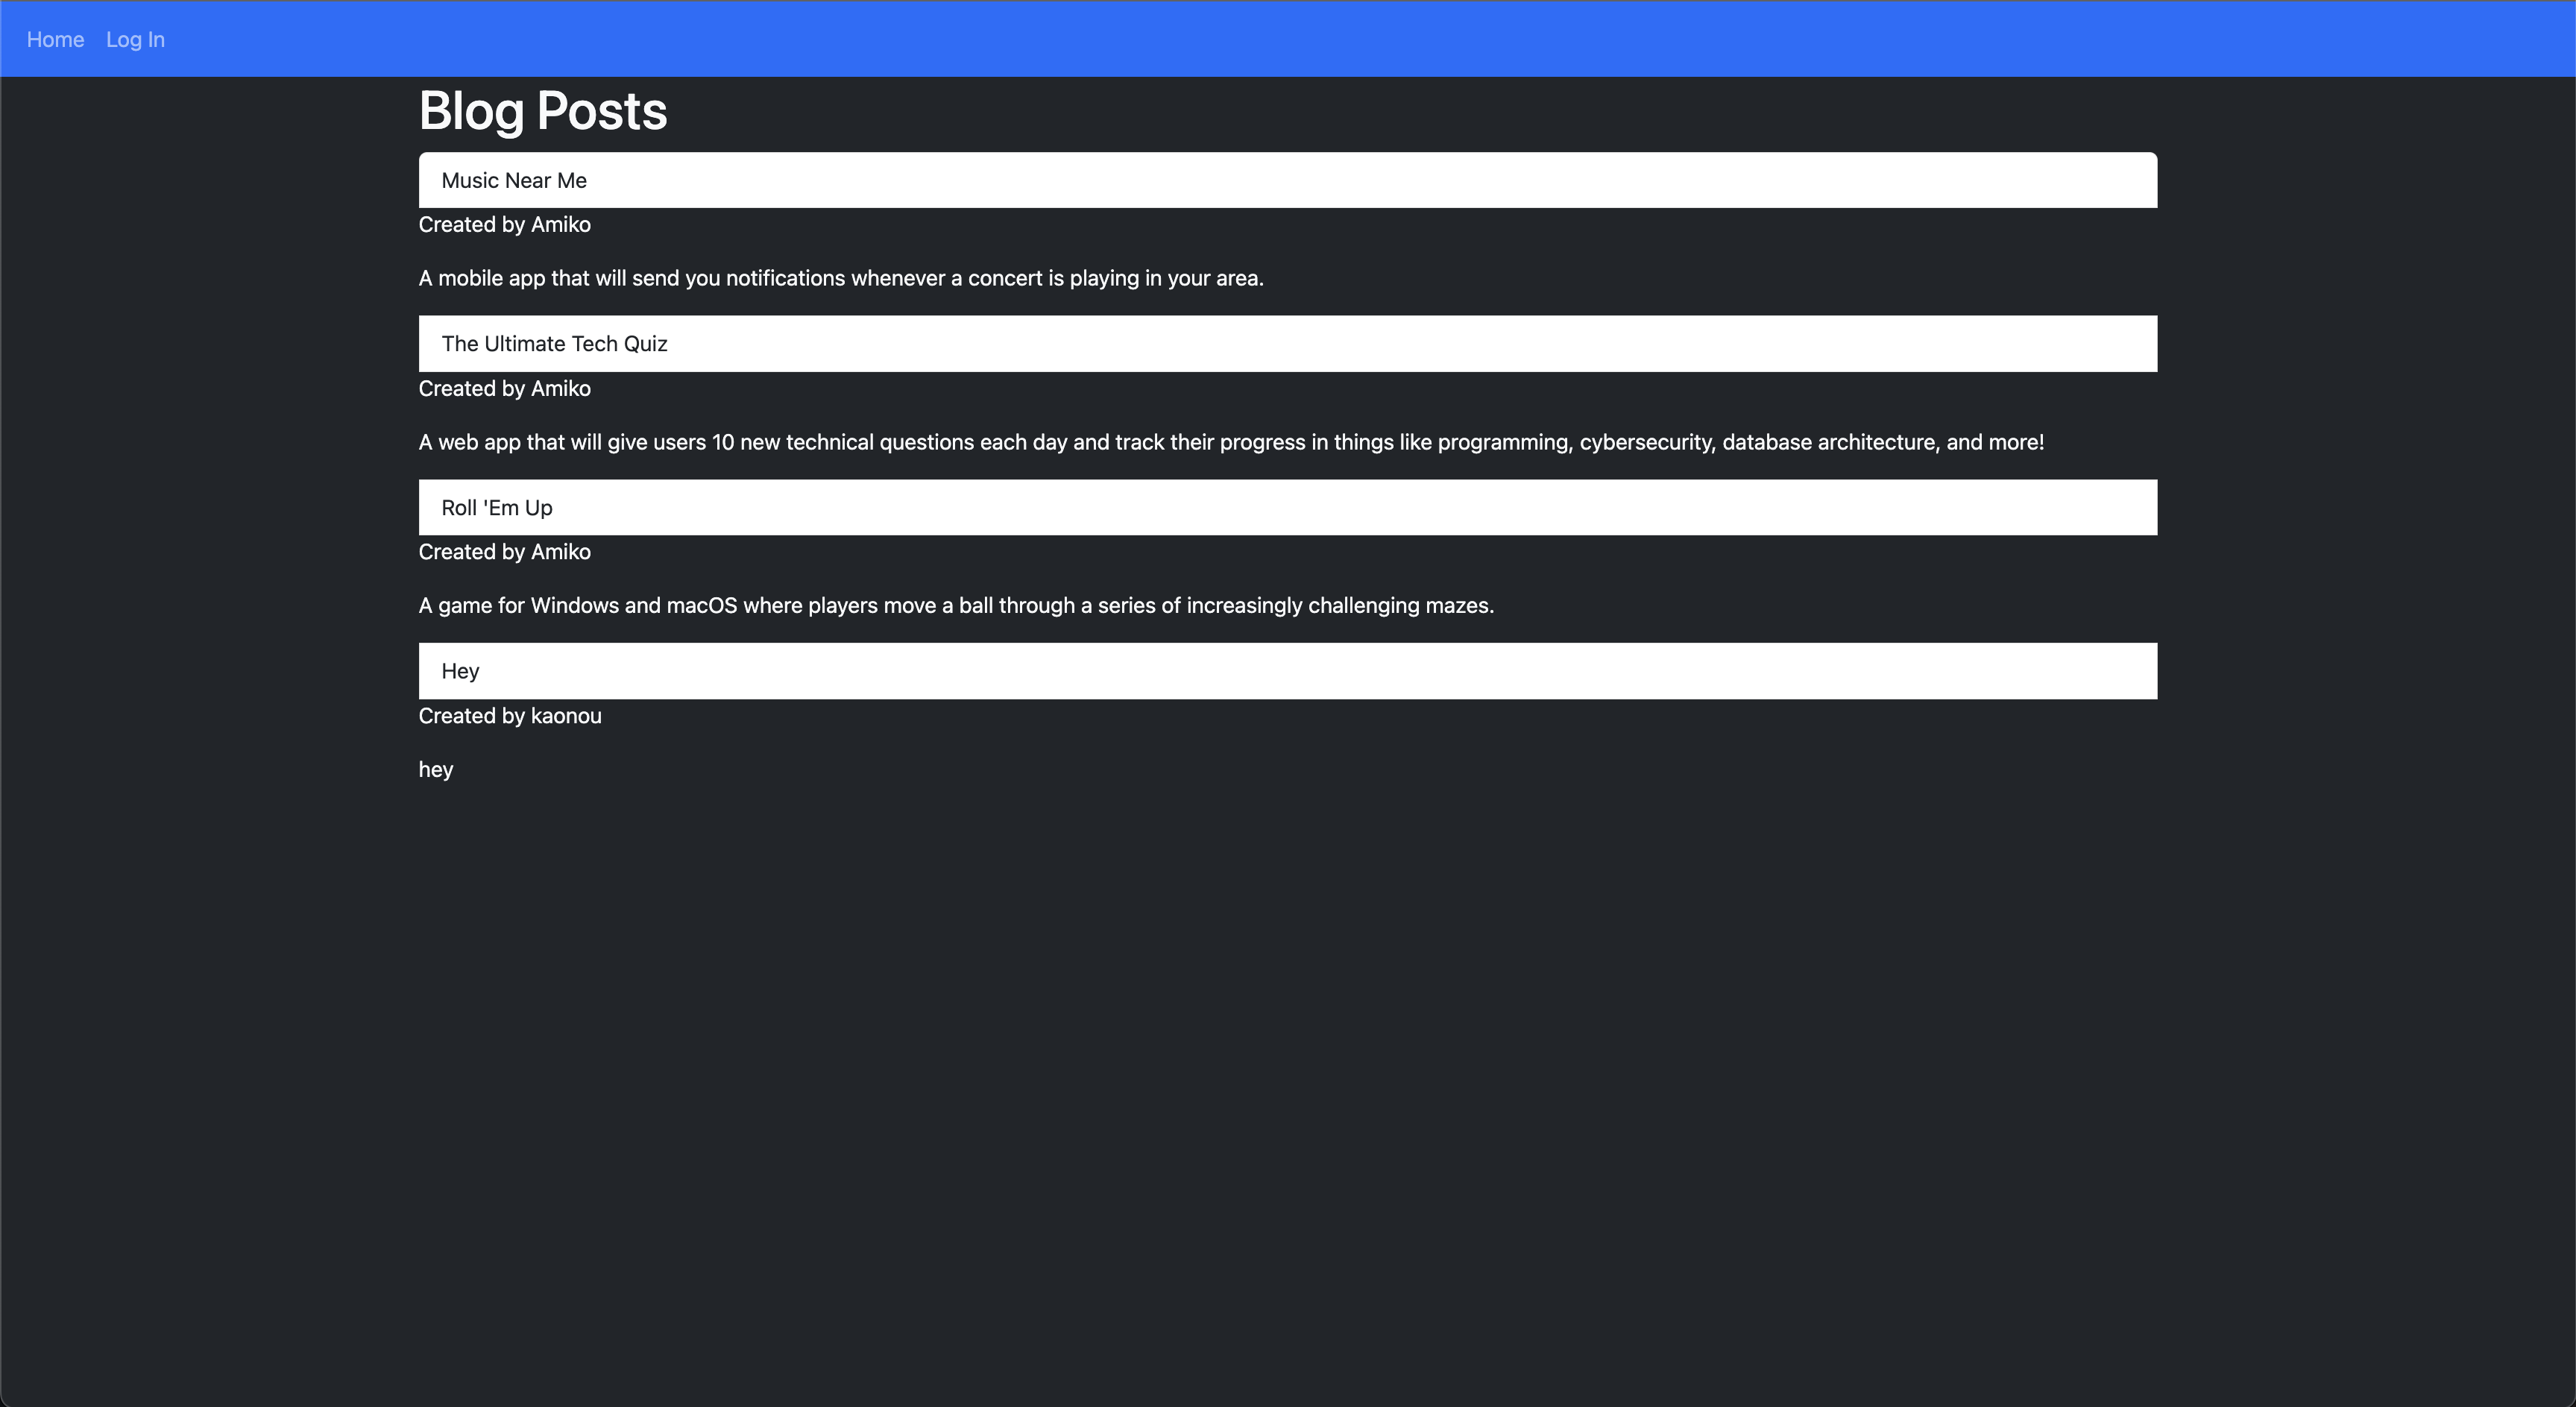 Home Log In
Blog Posts
Music Near Me
Created by Amiko
A mobile app that will send you notifications whenever a concert is playing in your area.
The Ultimate Tech Quiz
Created by Amiko
A web app that will give users 10 new technical questions each day and track their progress in things like programming, cybersecurity, database architecture, and more!
Roll 'Em Up
Created by Amiko
A game for Windows and macOS where players move a ball through a series of increasingly challenging mazes.
Hey
Created by kaonou
hey